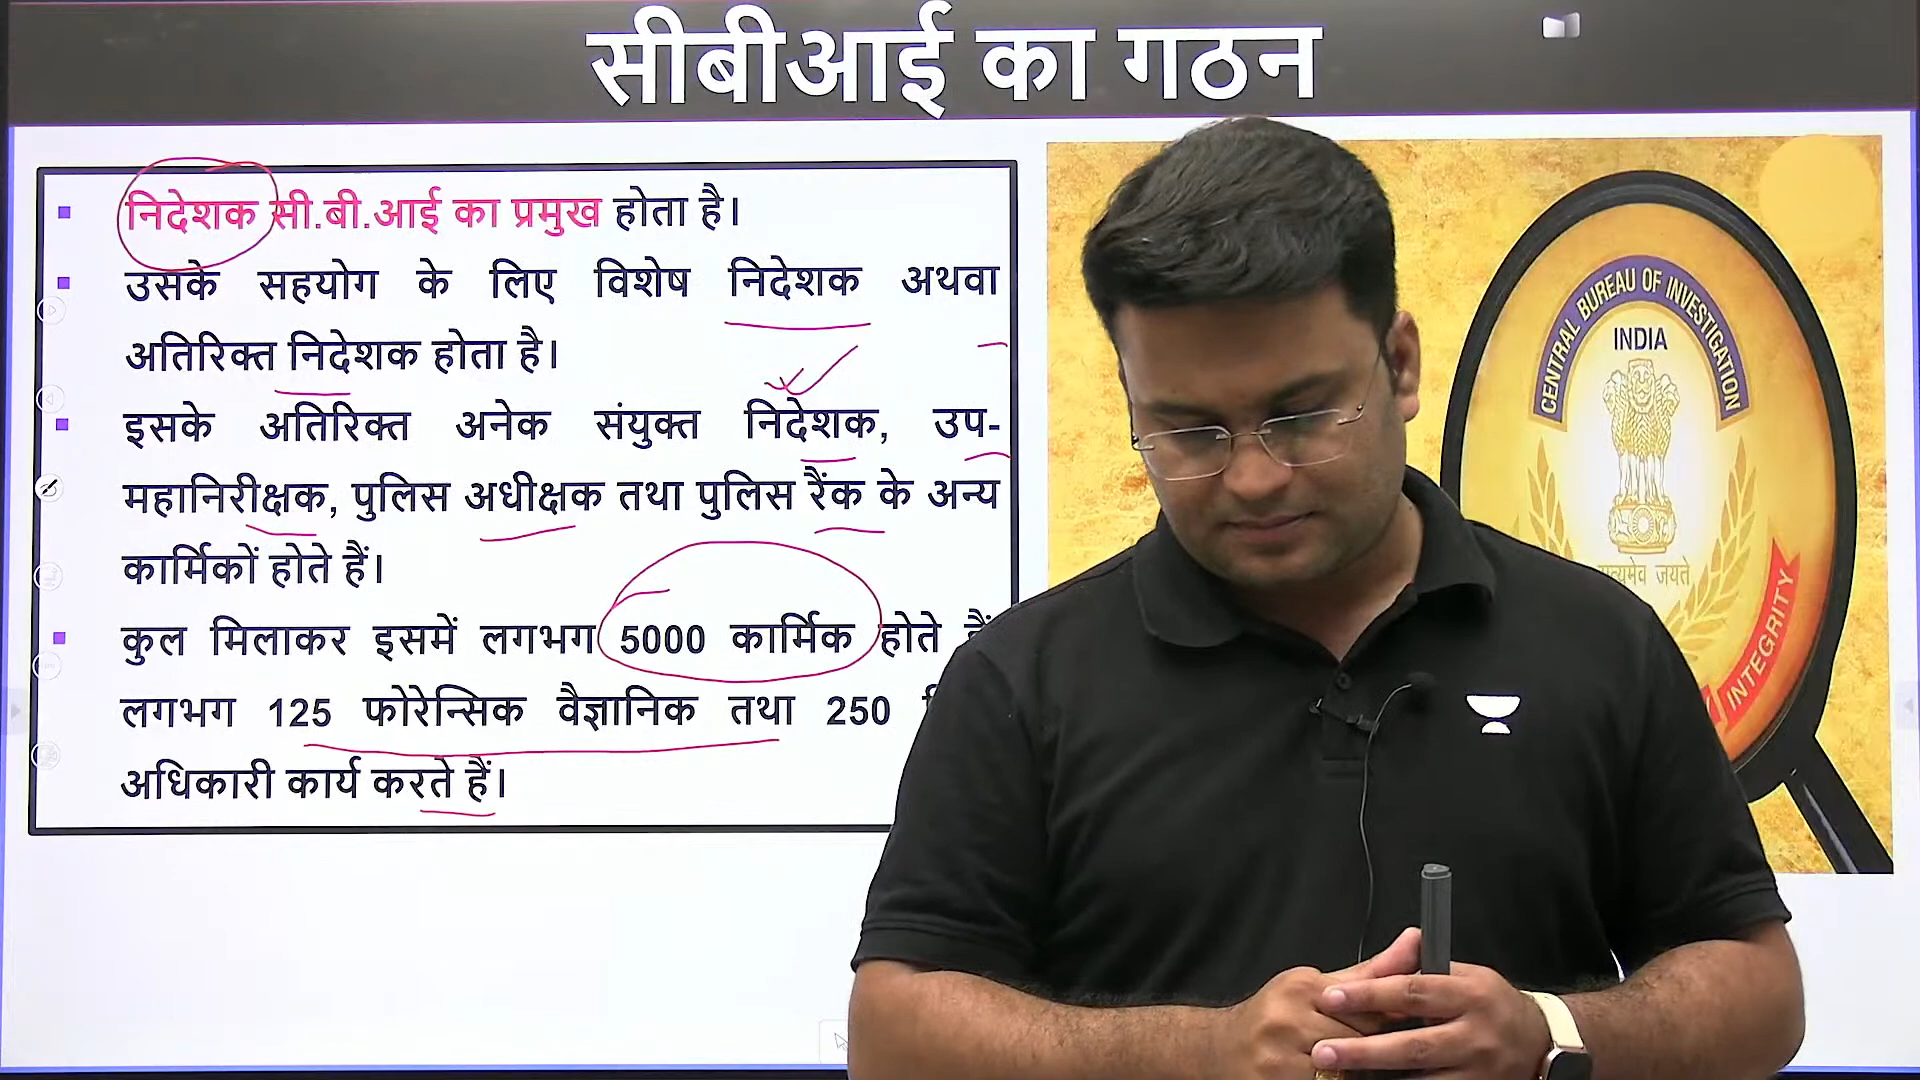 सीबीआई का गठन
निदेशक सी.बी.आई का प्रमुख होता है।
उसके सहयोग के लिए विशेष निदेशक अथवा
अतिरिक्त निदेशक होता है।
इसके अतिरिक्त अनेक संयुक्त निदेशक, उप-
महानिरीक्षक, पुलिस अधीक्षक तथा पुलिस रैंक के अन्य
कार्मिकों होते हैं।
कुल मिलाकर इसमें लगभग 5000 कार्मिक होते
लगभग 125 फोरेन्सिक वैज्ञानिक तथा 250
अधिकारी कार्य करते हैं।
CENTRAL BUREAU OF INVESTIGATION
INDIA
सत्यमेव जयते
INTEGRITY